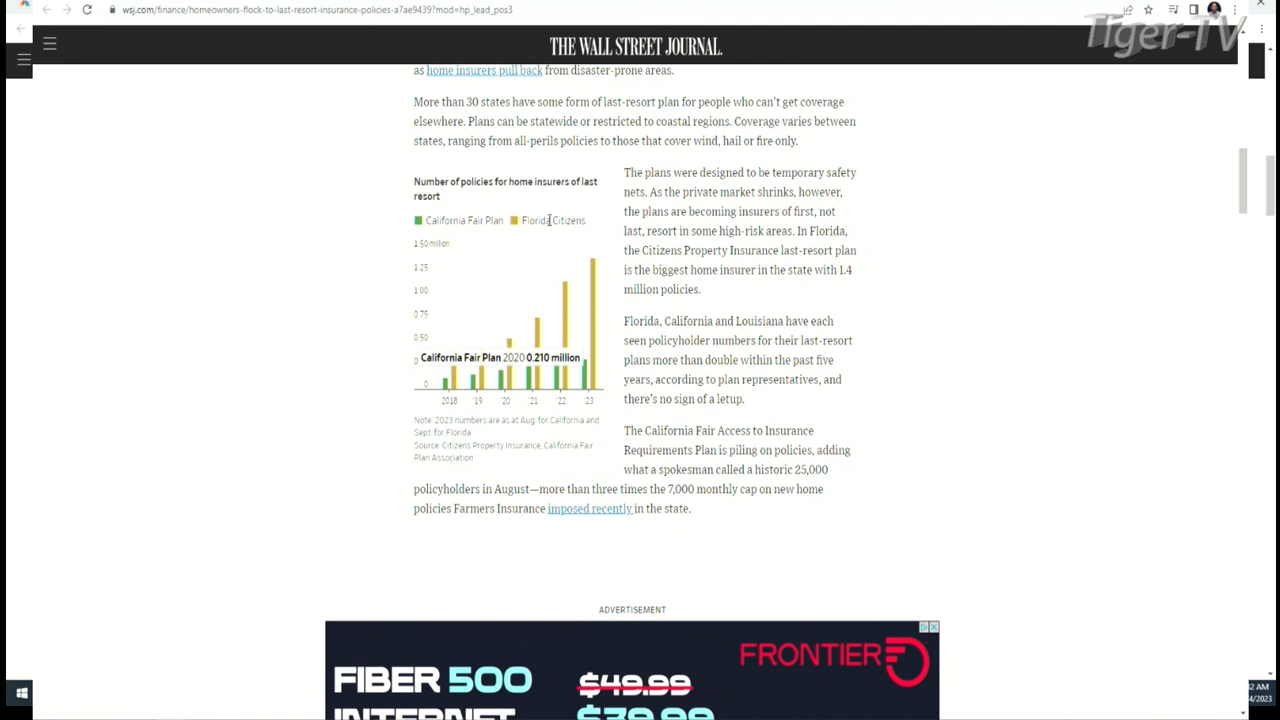 wsj.com/finance/homeowners-flock-to-last-resort-insurance-policies-a7ae9439?mod=hp_lead_pos3
Tiger-TV
THE WALL STREET JOURNAL.
as home insurers pull back from disaster-prone areas.
More than 30 states have some form of last-resort plan for people who can't get coverage
elsewhere. Plans can be statewide or restricted to coastal regions. Coverage varies between
states, ranging from all-perils policies to those that cover wind, hail or fire only.
Number of policies for home insurers of last
resort
California Fair Plan Florida Citizens
1.50 million
1.25
1.00
0.75
0.50
0
California Fair Plan 2020 0.210 million
0
2018 '19 '20 '21 '22 '23
Note: 2023 numbers are as at Aug. for California and
Sept. for Florida
Source: Citizens Property Insurance, California Fair
Plan Association
The plans were designed to be temporary safety
nets. As the private market shrinks, however,
the plans are becoming insurers of first, not
last, resort in some high-risk areas. In Florida,
the Citizens Property Insurance last-resort plan
is the biggest home insurer in the state with 1.4
million policies.
Florida, California and Louisiana have each
seen policyholder numbers for their last-resort
plans more than double within the past five
years, according to plan representatives, and
there's no sign of a letup.
The California Fair Access to Insurance
Requirements Plan is piling on policies, adding
what a spokesman called a historic 25,000
policyholders in August—more than three times the 7,000 monthly cap on new home
policies Farmers Insurance imposed recently in the state.
ADVERTISEMENT
FRONTIER
FIBER 500
$49.99
INTERNET
$39.99
2 AM
4/2023